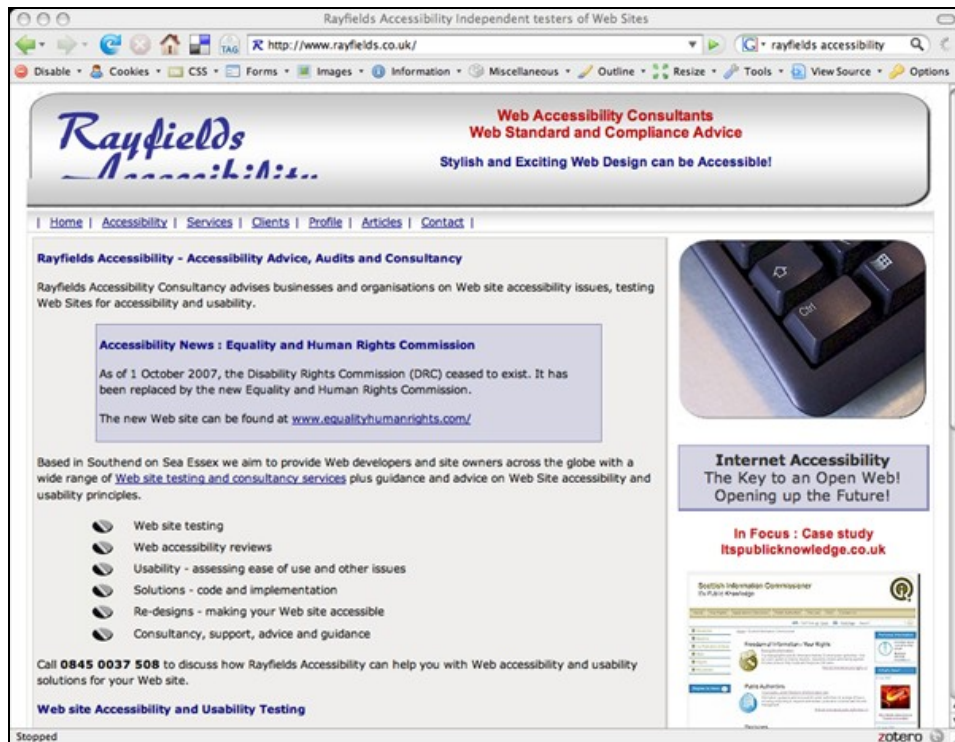 Rayfields Accessibility Independent testers of Web Sites
TAG
http://www.rayfields.co.uk/
rayfields accessibility
Disable Cookies CSS Forms Images Information Miscellaneous Outline Resize Tools View Source Options
Rayfields
Accessibility
Web Accessibility Consultants
Web Standard and Compliance Advice
Stylish and Exciting Web Design can be Accessible!
| Home | Accessibility | Services | Clients | Profile | Articles | Contact |
Rayfields Accessibility - Accessibility Advice, Audits and Consultancy
Rayfields Accessibility Consultancy advises businesses and organisations on Web site accessibility issues, testing
Web Sites for accessibility and usability.
Accessibility News : Equality and Human Rights Commission
As of 1 October 2007, the Disability Rights Commission (DRC) ceased to exist. It has
been replaced by the new Equality and Human Rights Commission.
The new Web site can be found at www.equalityhumanrights.com/
Based in Southend on Sea Essex we aim to provide Web developers and site owners across the globe with a
wide range of Web site testing and consultancy services plus guidance and advice on Web Site accessibility and
usability principles.
Web site testing
Web accessibility reviews
Usability - assessing ease of use and other issues
Solutions - code and implementation
Re-designs - making your Web site accessible
Consultancy, support, advice and guidance
Call 0845 0037 508 to discuss how Rayfields Accessibility can help you with Web accessibility and usability
solutions for your Web site.
Web site Accessibility and Usability Testing
Ctrl
Internet Accessibility
The Key to an Open Web!
Opening up the Future!
In Focus : Case study
Itspublicknowledge.co.uk
Scottish Information Commissioner
It's Public Knowledge
Freedom of Information - Your Rights
Public Authorities
Stopped
zotero